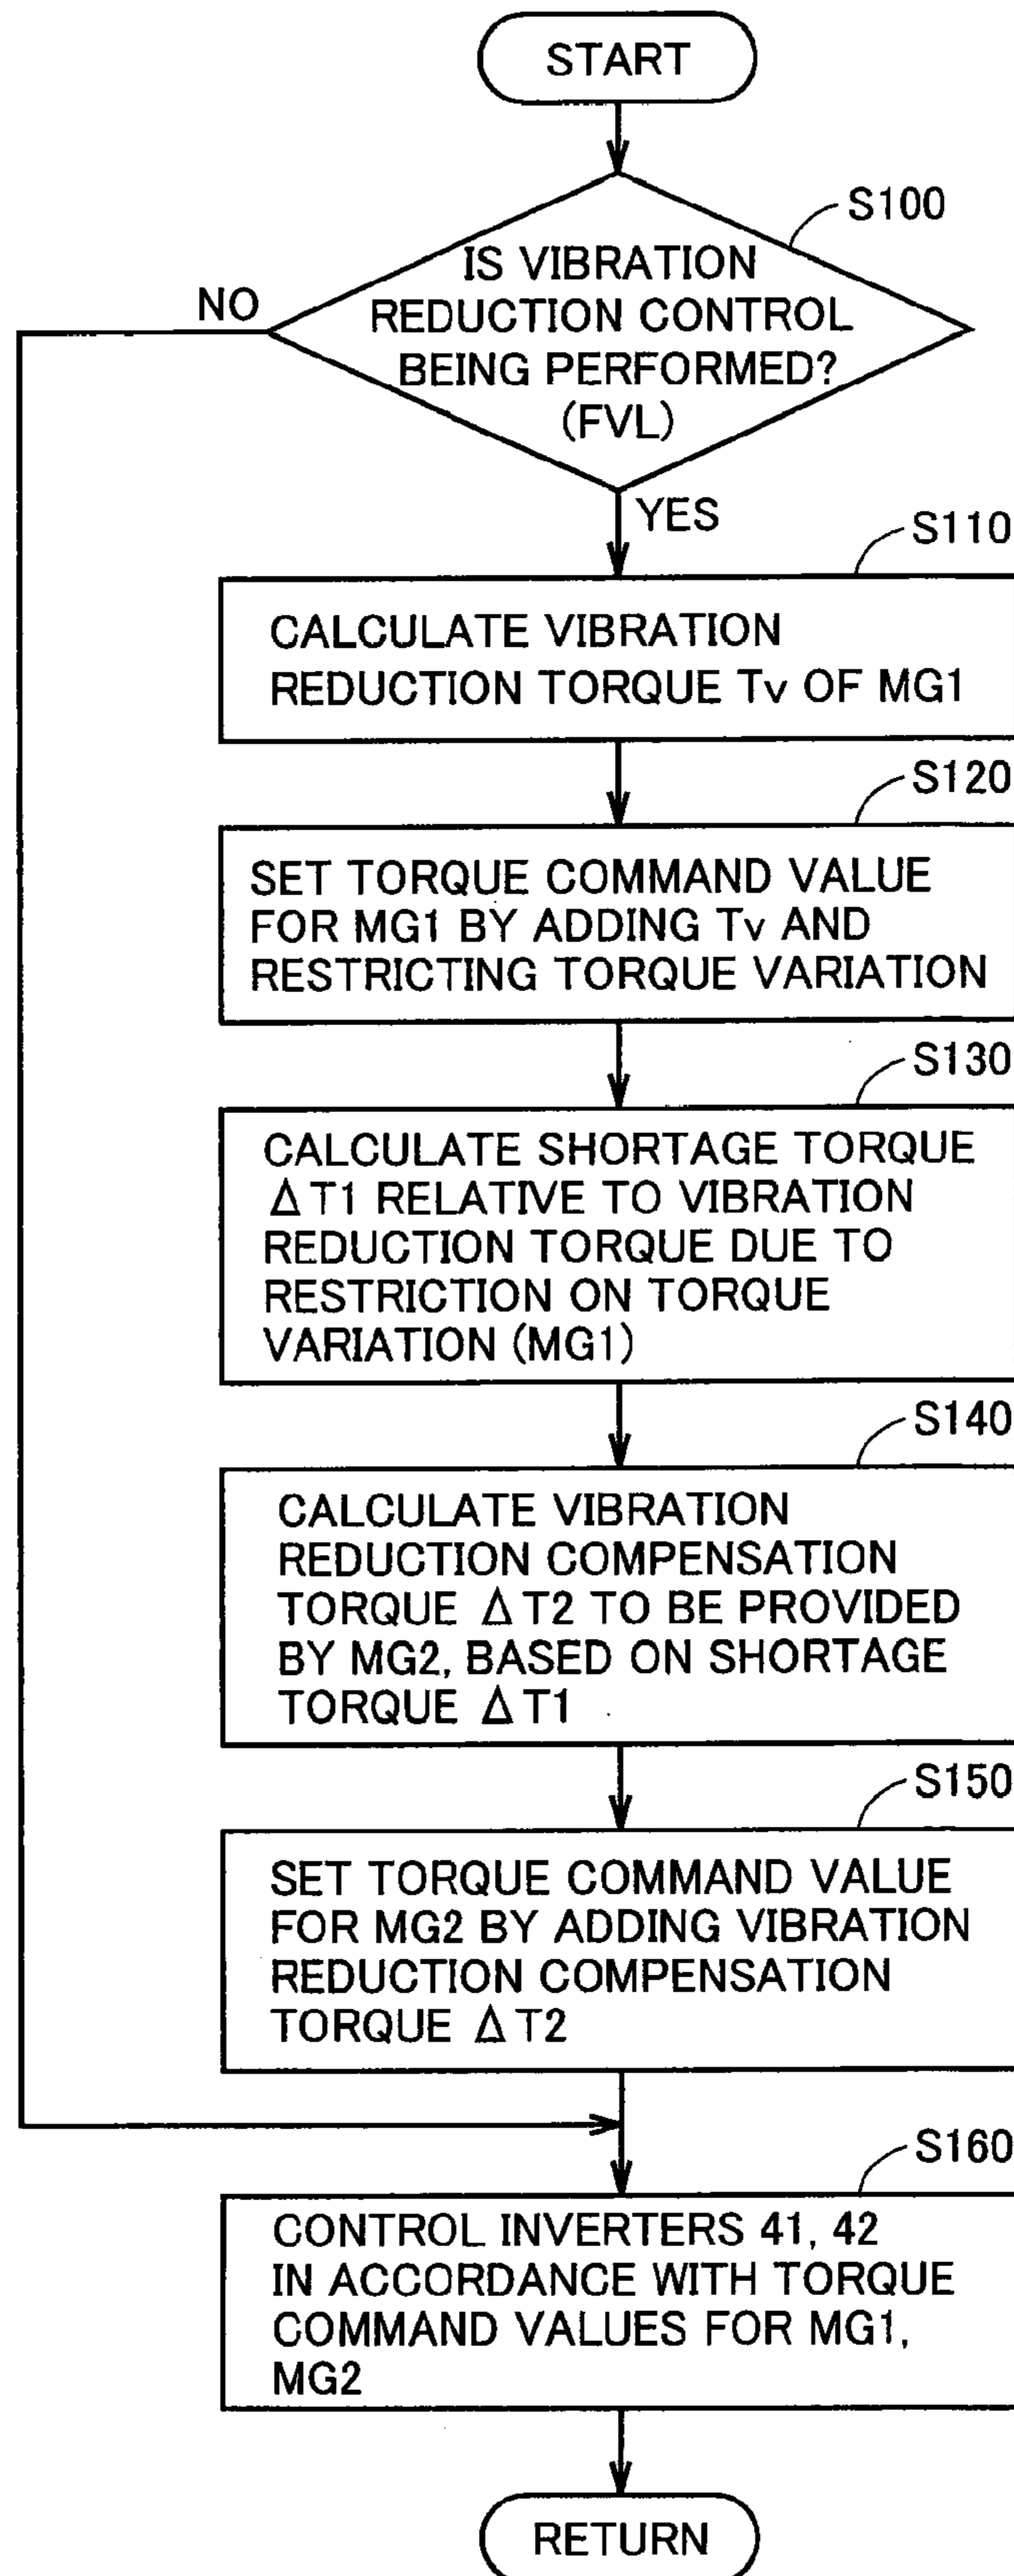 START
S100
IS VIBRATION
REDUCTION CONTROL
BEING PERFORMED?
(FVL)
NO
YES
S110
CALCULATE VIBRATION
REDUCTION TORQUE Tv OF MG1
S120
SET TORQUE COMMAND VALUE
FOR MG1 BY ADDING Tv AND
RESTRICTING TORQUE VARIATION
S130
CALCULATE SHORTAGE TORQUE
ΔT1 RELATIVE TO VIBRATION
REDUCTION TORQUE DUE TO
RESTRICTION ON TORQUE
VARIATION (MG1)
S140
CALCULATE VIBRATION
REDUCTION COMPENSATION
TORQUE ΔT2 TO BE PROVIDED
BY MG2, BASED ON SHORTAGE
TORQUE ΔT1
S150
SET TORQUE COMMAND VALUE
FOR MG2 BY ADDING VIBRATION
REDUCTION COMPENSATION
TORQUE ΔT2
S160
CONTROL INVERTERS 41, 42
IN ACCORDANCE WITH TORQUE
COMMAND VALUES FOR MG1,
MG2
RETURN